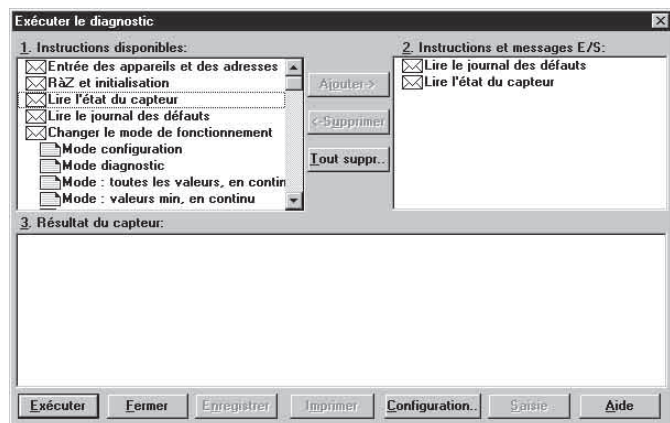 Exécuter le diagnostic
1. Instructions disponibles:
Entrée des appareils et des adresses
RàZ et initialisation
Lire l'état du capteur
Lire le journal des défauts
Changer le mode de fonctionnement
Mode configuration
Mode diagnostic
Mode : toutes les valeurs, en contin
Mode : valeurs min, en continu
Ajouter->
<-Supprimer
Tout suppr..
2. Instructions et messages E/S:
Lire le journal des défauts
Lire l'état du capteur
3. Résultat du capteur:
Exécuter
Fermer
Enregistrer
Imprimer
Configuration..
Saisie
Aide